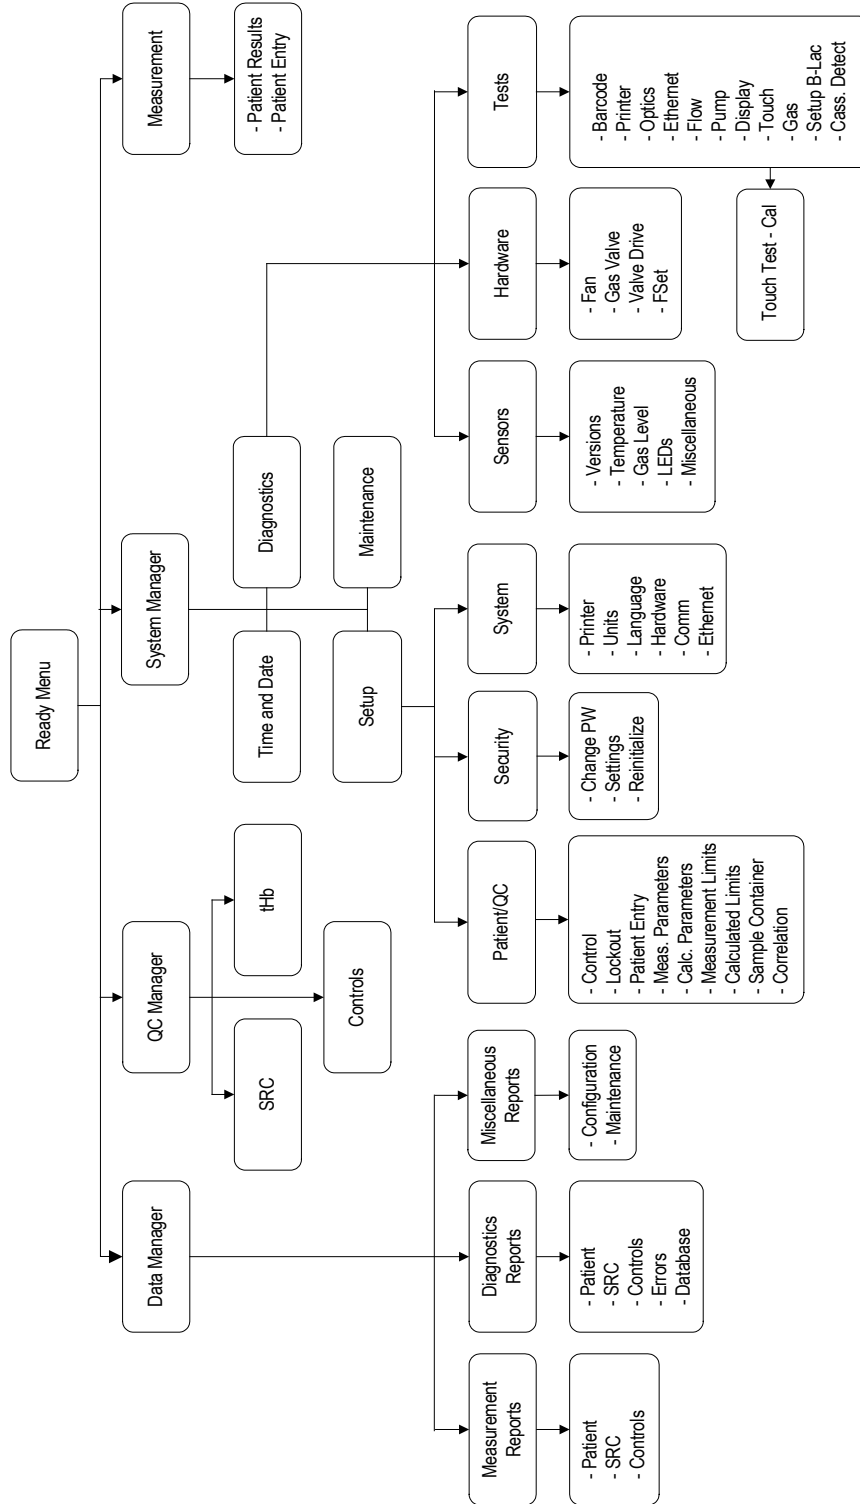 Ready Menu
Data Manager
QC Manager
System Manager
Measurement
- Patient Results
- Patient Entry
SRC
tHb
Controls
Time and Date
Diagnostics
Setup
Maintenance
Measurement
Reports
Diagnostics
Reports
Miscellaneous
Reports
Patient/QC
Security
System
Sensors
Hardware
Tests
- Patient
- SRC
- Controls
- Patient
- SRC
- Controls
- Errors
- Database
- Configuration
- Maintenance
- Control
- Lockout
- Patient Entry
- Meas. Parameters
- Calc. Parameters
- Measurement Limits
- Calculated Limits
- Sample Container
- Correlation
- Change PW
- Settings
- Reinitialize
- Printer
- Units
- Language
- Hardware
- Comm
- Ethernet
- Versions
- Temperature
- Gas Level
- LEDs
- Miscellaneous
- Fan
- Gas Valve
- Valve Drive
- FSet
- Barcode
- Printer
- Optics
- Ethernet
- Flow
- Pump
- Display
- Touch
- Gas
- Setup B-Lac
- Cass. Detect
Touch Test - Cal